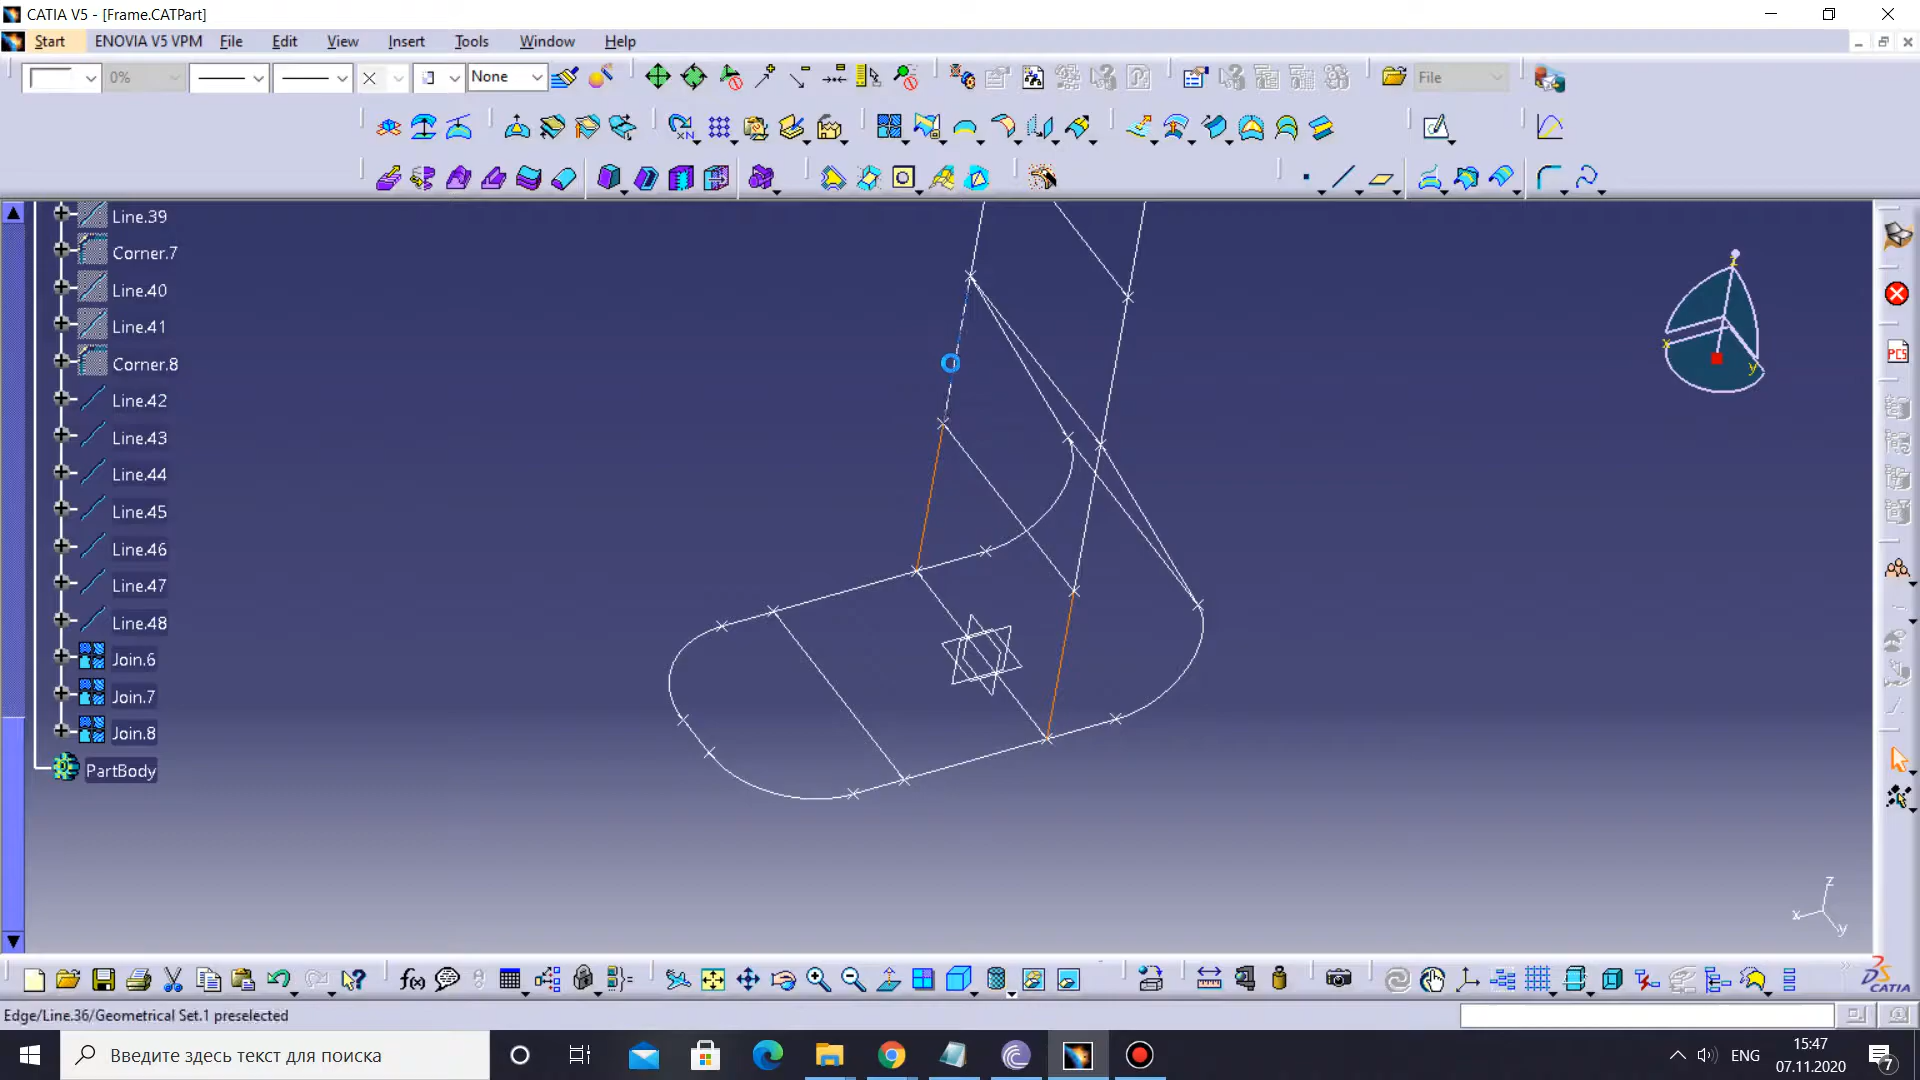 CATIA V5 - [Frame.CATPart]
Start ENOVIA V5 VPM File Edit View Insert Tools Window Help
0% None File
Line.39
Corner.7
Line.40
Line.41
Corner.8
Line.42
Line.43
Line.44
Line.45
Line.46
Line.47
Line.48
Join.6
Join.7
Join.8
PartBody
z
x
y
PCS
z
x
y
f(x)
CATIA
Edge/Line.36/Geometrical Set.1 preselected
Введите здесь текст для поиска
ENG
15:47
07.11.2020
7